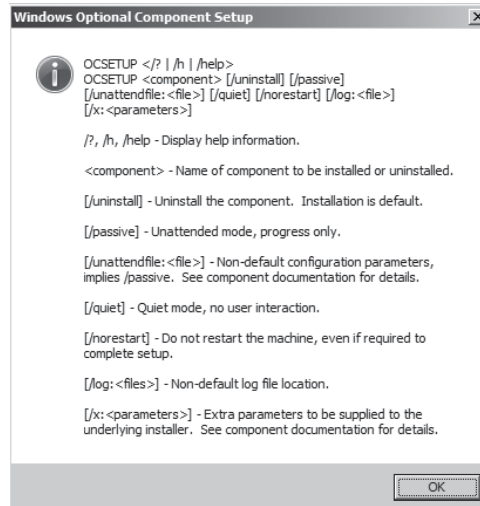 Windows Optional Component Setup
OCSETUP </? | /h | /help>
OCSETUP <component> [/uninstall] [/passive]
[/unattendfile:<file>] [/quiet] [/norestart] [/log:<file>]
[/x:<parameters>]
/?, /h, /help - Display help information.
<component> - Name of component to be installed or uninstalled.
[/uninstall] - Uninstall the component.  Installation is default.
[/passive] - Unattended mode, progress only.
[/unattendfile:<file>] - Non-default configuration parameters,
implies /passive.  See component documentation for details.
[/quiet] - Quiet mode, no user interaction.
[/norestart] - Do not restart the machine, even if required to
complete setup.
[/log:<files>] - Non-default log file location.
[/x:<parameters>] - Extra parameters to be supplied to the
underlying installer.  See component documentation for details.
OK